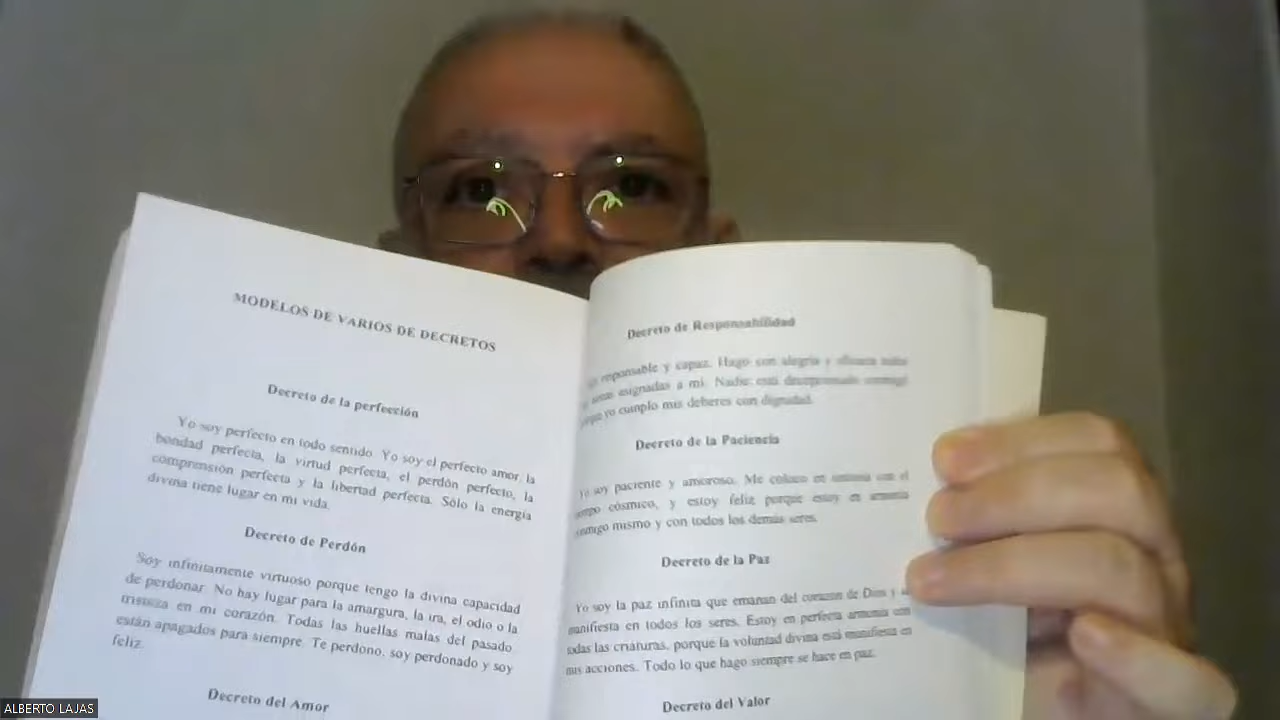 MODELOS DE VARIOS DE DECRETOS
Decreto de la perfección
Yo soy perfecto en todo sentido. Yo soy el perfecto amor, la
bondad perfecta, la virtud perfecta, el perdón perfecto, la
comprensión perfecta y la libertad perfecta. Sólo la energía
divina tiene lugar en mi vida.
Decreto de Perdón
Soy infinitamente virtuoso porque tengo la divina capacidad
de perdonar. No hay lugar para la amargura, la ira, el odio o la
tristeza en mi corazón. Todas las huellas malas del pasado
están apagados para siempre. Te perdono, soy perdonado y soy
feliz.
Decreto del Amor
Decreto de Responsabilidad
responsable y capaz. Hago con alegría y eficacia
asignadas a mí. Nadie está
yo cumplo mis deberes con dignidad.
Decreto de la Paciencia
Yo soy paciente y amoroso. Me coloco en armonía con el
cósmico, y estoy feliz porque estoy en armonía
conmigo mismo y con todos los demás seres.
Decreto de la Paz
Yo soy la paz infinita que emanan del corazon de Dios y
manifiesta en todos los seres. Estoy en perfecta armonía con
todas las criaturas, porque la voluntad divina está manifiesta en
mis acciones. Todo lo que hago siempre se hace en paz.
Decreto del Valor
ALBERTO LAJAS